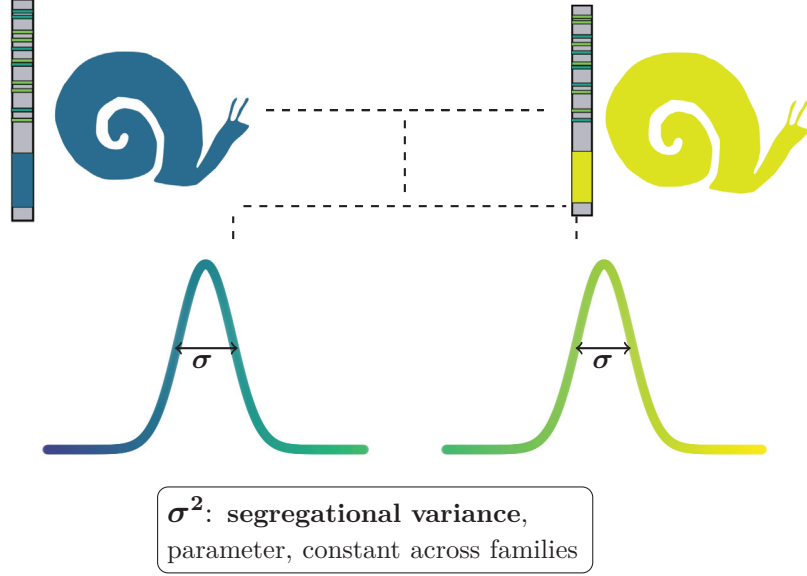 σ
σ
σ²: segregational variance,
parameter, constant across families